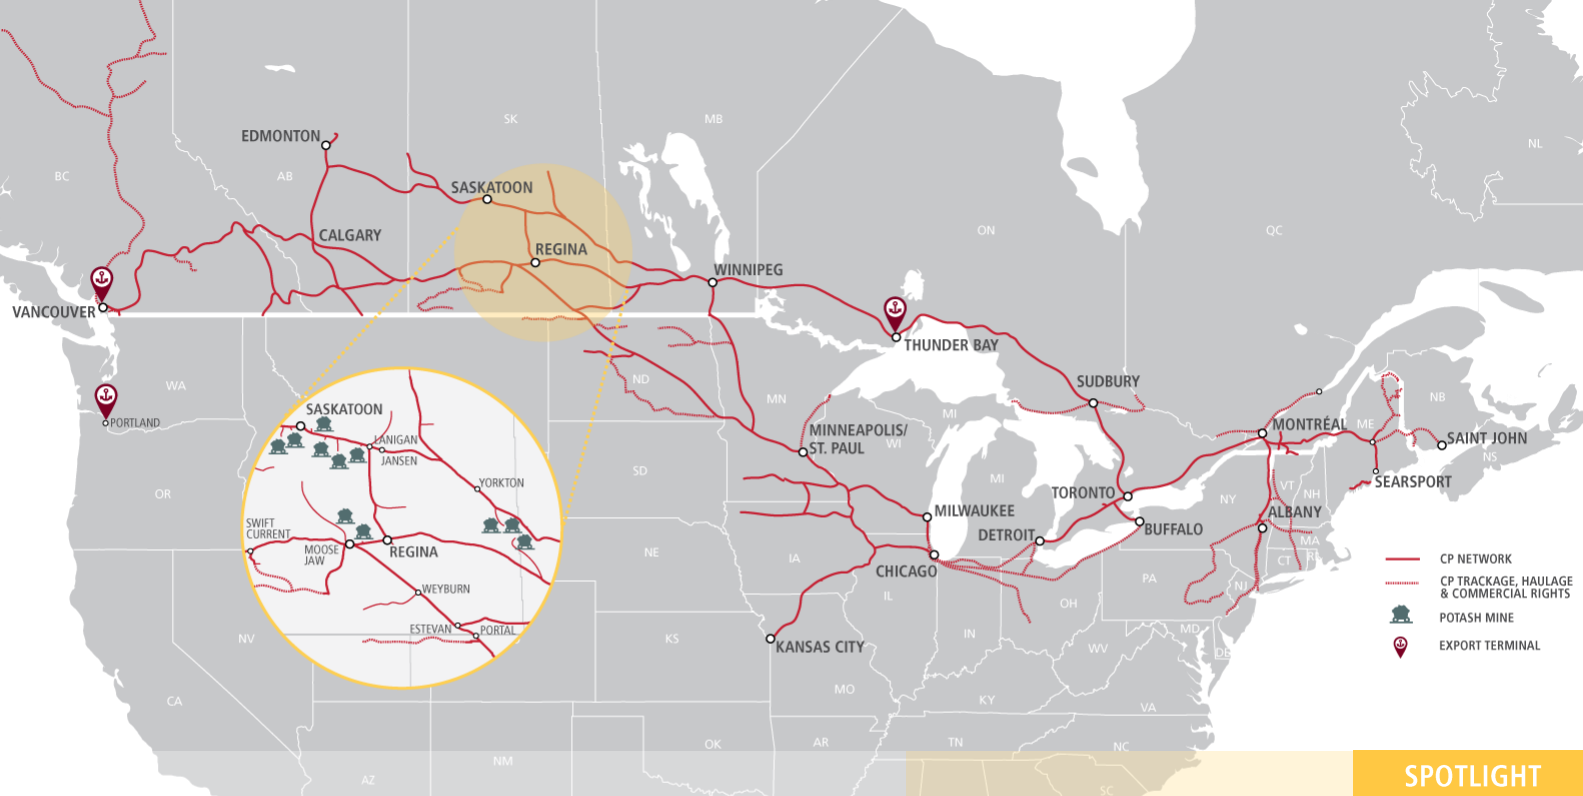 SK
MB
NL
EDMONTON
BC
AB
SASKATOON
ON
QC
CALGARY
REGINA
WINNIPEG
VANCOUVER
THUNDER BAY
WA
ND
SUDBURY
MN
MI
NB
PORTLAND
MINNEAPOLIS/
ST. PAUL
WI
MONTRÉAL
ME
SAINT JOHN
NS
SASKATOON
LANIGAN
JANSEN
SD
MI
TORONTO
SEARSPORT
OR
YORKTON
VT
NH
NY
MILWAUKEE
ALBANY
SWIFT
CURRENT
MOOSE
JAW
REGINA
NE
IA
DETROIT
BUFFALO
MA
RI
CT
CHICAGO
PA
NJ
WEYBURN
IL
OH
ESTEVAN
PORTAL
NV
KS
KANSAS CITY
IN
MD
DE
WV
CA
MO
KY
VA
OK
AR
TN
NC
NM
AZ
SC
CP NETWORK
CP TRACKAGE, HAULAGE
& COMMERCIAL RIGHTS
POTASH MINE
EXPORT TERMINAL
SPOTLIGHT